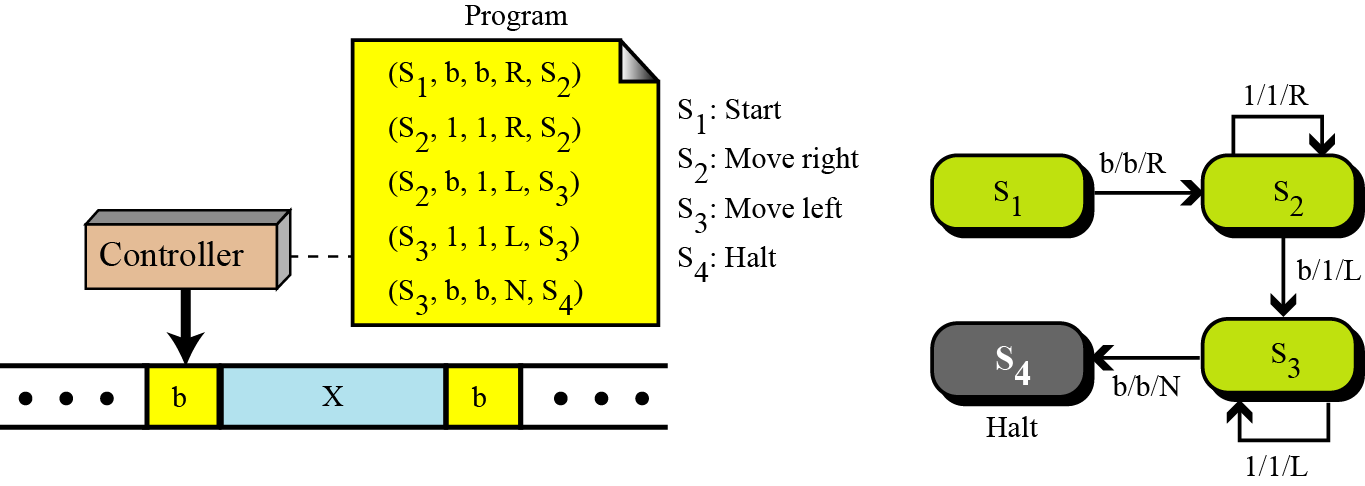 Program
(S1, b, b, R, S2)
(S2, 1, 1, R, S2)
(S2, b, 1, L, S3)
(S3, 1, 1, L, S3)
(S3, b, b, N, S4)
S1: Start
S2: Move right
S3: Move left
S4: Halt
Controller
b
X
b
1/1/R
S1
b/b/R
S2
b/1/L
S4
b/b/N
S3
Halt
1/1/L